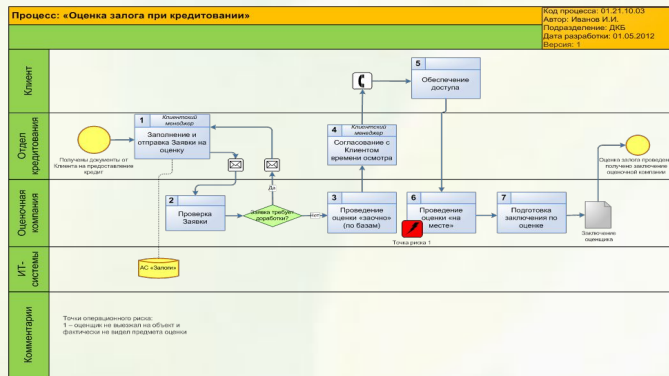 Процесс: «Оценка залога при кредитовании»
Код процесса: 01.21.10.03
Автор: Иванов И.И.
Подразделение: ДКБ
Дата разработки: 01.05.2012
Версия: 1
Клиент
5
Обеспечение
доступа
Отдел
кредитования
Получены документы от
Клиента на предоставление
кредит
1
Клиентский
менеджер
Заполнение и
отправка Заявки на
оценку
4
Клиентский
менеджер
Согласование с
Клиентом
времени осмотра
Оценка залога проведена,
получено заключение
оценочной компании
Оценочная
компания
2
Проверка
Заявки
Да
Заявка требует
доработки?
Нет
3
Проведение
оценки «заочно»
(по базам)
6
Проведение
оценки «на
месте»
Точка риска 1
7
Подготовка
заключения по
оценке
Заключение
оценщика
ИТ-
системы
АС «Залоги»
Комментарии
Точки операционного риска:
1 – оценщик не выезжал на объект и
фактически не видел предмета оценки